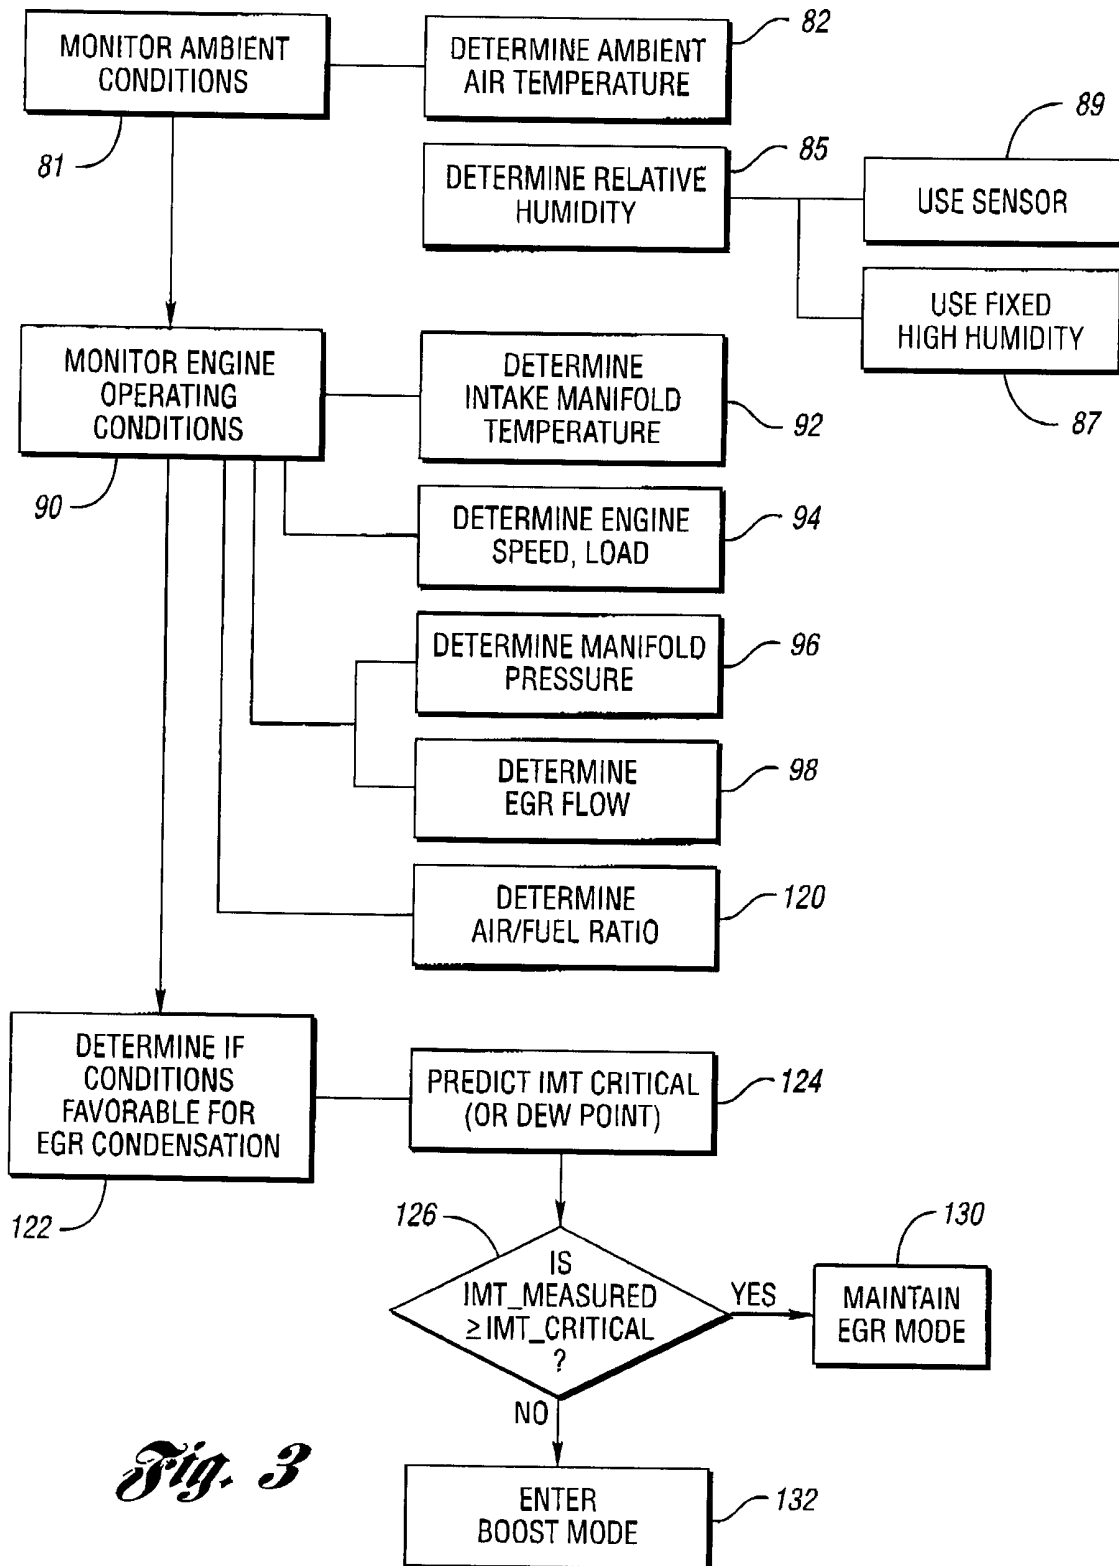 MONITOR AMBIENT
CONDITIONS
81
DETERMINE AMBIENT
AIR TEMPERATURE
82
DETERMINE RELATIVE
HUMIDITY
85
USE SENSOR
89
USE FIXED
HIGH HUMIDITY
87
MONITOR ENGINE
OPERATING
CONDITIONS
90
DETERMINE
INTAKE MANIFOLD
TEMPERATURE
92
DETERMINE ENGINE
SPEED, LOAD
94
DETERMINE MANIFOLD
PRESSURE
96
DETERMINE
EGR FLOW
98
DETERMINE
AIR/FUEL RATIO
120
DETERMINE IF
CONDITIONS
FAVORABLE FOR
EGR CONDENSATION
122
PREDICT IMT CRITICAL
(OR DEW POINT)
124
126
IS
IMT_MEASURED
≥ IMT_CRITICAL
?
YES
MAINTAIN
EGR MODE
130
NO
ENTER
BOOST MODE
132
Fig. 3